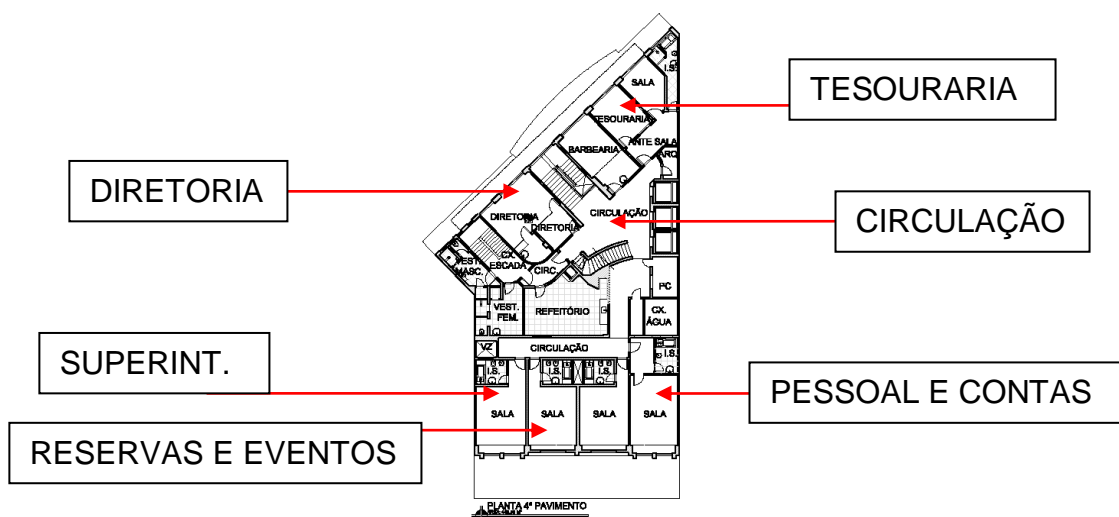 I.S.
SALA
TESOURARIA
TESOURARIA
ANTE SALA
BARBEARIA
ARQ.
DIRETORIA
DIRETORIA
DIRETORIA
CIRCULAÇÃO
CIRCULAÇÃO
CX.
ESCADA
VEST.
MASC.
CIRC.
PC
VEST.
FEM.
REFEITÓRIO
CX.
ÁGUA
VZ
CIRCULAÇÃO
SUPERINT.
I.S.
I.S.
I.S.
I.S.
PESSOAL E CONTAS
SALA
SALA
SALA
SALA
RESERVAS E EVENTOS
PLANTA 4º PAVIMENTO